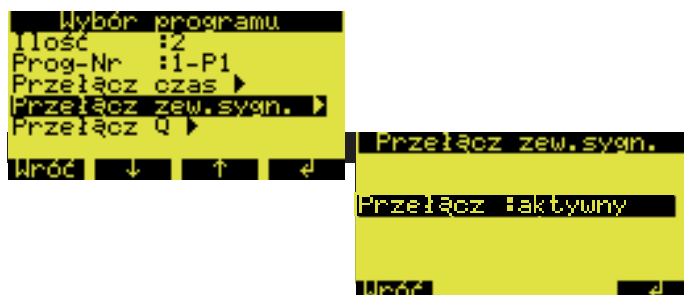 Wybór programu
Ilość :2
Prog-Nr :1-P1
Przełącz czas ▶
Przełącz zew.sygn. ▶
Przełącz Q ▶
Wróć ↓ ↑ ↲
Przełącz zew.sygn.
Przełącz :aktywny
Wróć ↲